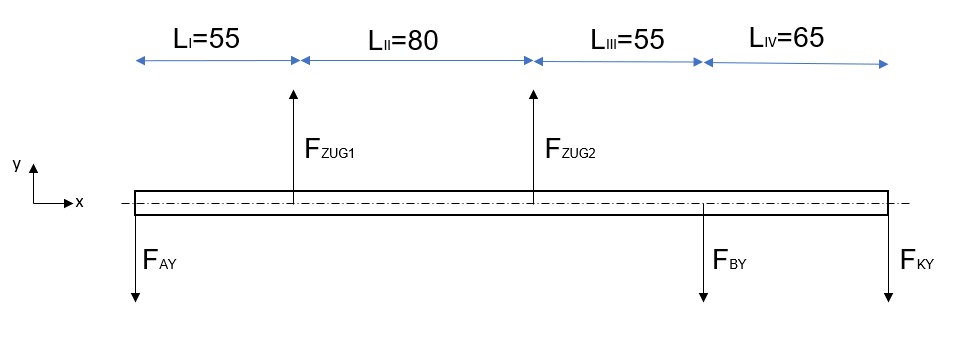 LI=55
LII=80
LIII=55
LIV=65
FZUG1
FZUG2
y
x
FAY
FBY
FKY